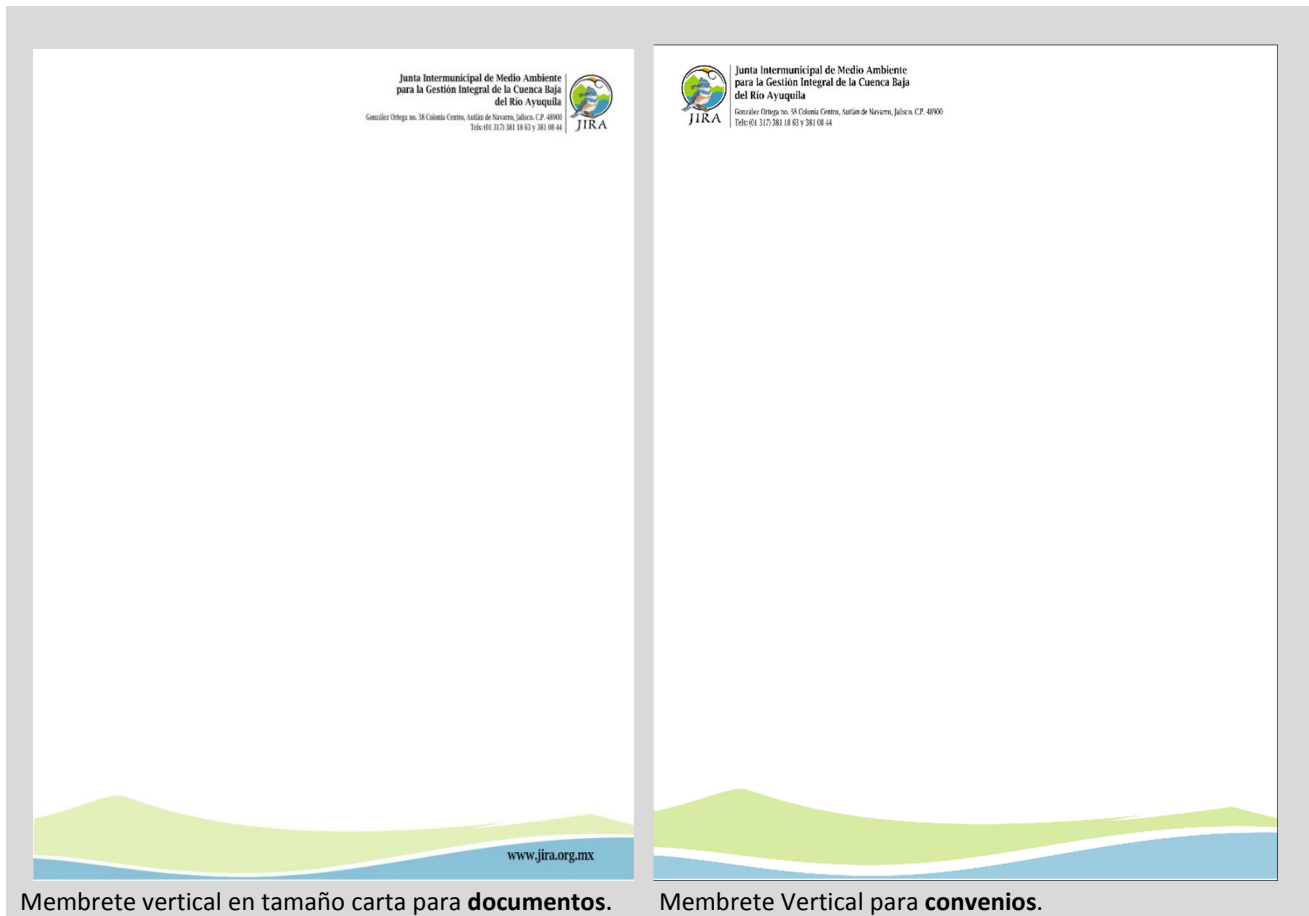 Junta Intermunicipal de Medio Ambiente
para la Gestión Integral de la Cuenca Baja
del Río Ayuquila
González Ortega no. 38 Colonia Centro, Autlán de Navarro, Jalisco. C.P. 48900
Tels: (01 317) 381 18 63 y 381 08 44
JIRA
Junta Intermunicipal de Medio Ambiente
para la Gestión Integral de la Cuenca Baja
del Río Ayuquila
González Ortega no. 38 Colonia Centro, Autlán de Navarro, Jalisco. C.P. 48900
Tels: (01 317) 381 18 63 y 381 08 44
JIRA
www.jira.org.mx
Membrete vertical en tamaño carta para documentos.
Membrete Vertical para convenios.